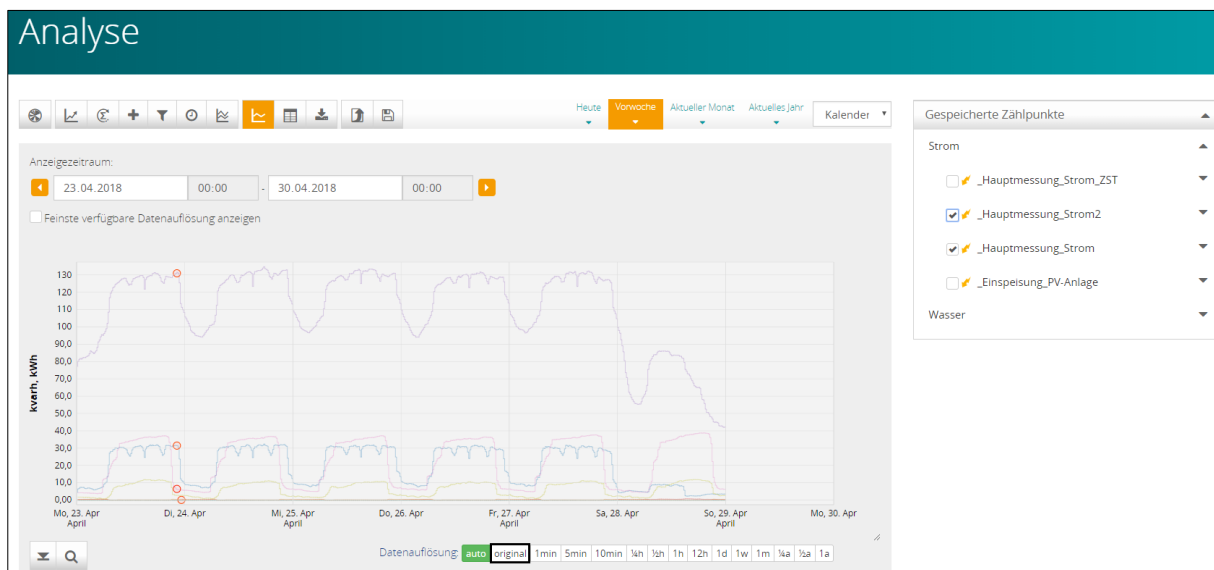 Analyse
Heute Vorwoche Aktueller Monat Aktuelles Jahr Kalender
Gespeicherte Zählpunkte
Strom
_Hauptmessung_Strom_ZST
_Hauptmessung_Strom2
_Hauptmessung_Strom
_Einspeisung_PV-Anlage
Wasser
Anzeigezeitraum:
23.04.2018 00:00 - 30.04.2018 00:00
Feinste verfügbare Datenauflösung anzeigen
kvarh, kWh
130
120
110
100
90,0
80,0
70,0
60,0
50,0
40,0
30,0
20,0
10,0
0,00
Mo, 23. Apr Di, 24. Apr Mi, 25. Apr Do, 26. Apr Fr, 27. Apr Sa, 28. Apr So, 29. Apr Mo, 30. Apr
April April April April
Datenauflösung: auto original 1min 5min 10min ¼h ½h 1h 12h 1d 1w 1m ¼a ½a 1a